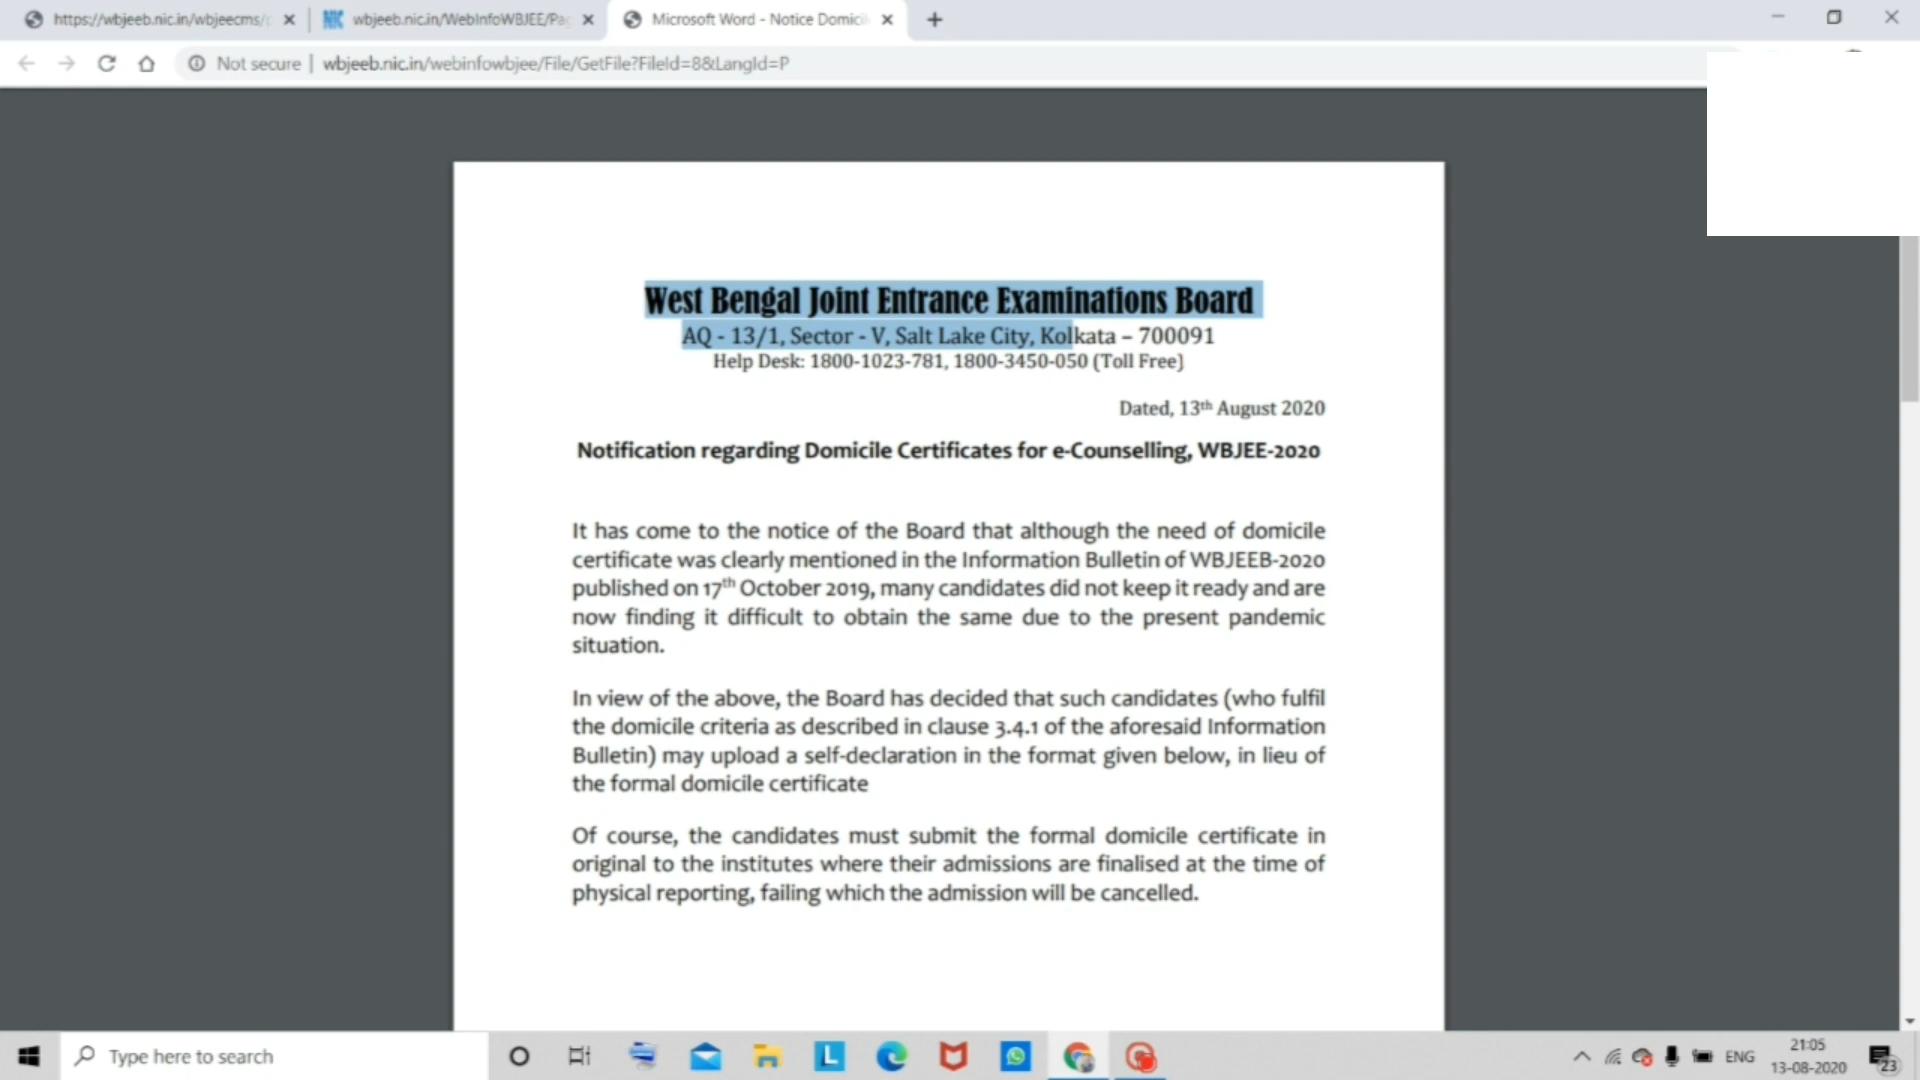 https://wbjeeb.nic.in/wbjeecms/
wbjeeb.nic.in/WebInfoWBJEE/Pa
Microsoft Word - Notice Domicil
Not secure | wbjeeb.nic.in/webinfowbjee/File/GetFile?FileId=8&LangId=P
West Bengal Joint Entrance Examinations Board
AQ - 13/1, Sector - V, Salt Lake City, Kolkata – 700091
Help Desk: 1800-1023-781, 1800-3450-050 (Toll Free)
Dated, 13th August 2020
Notification regarding Domicile Certificates for e-Counselling, WBJEE-2020
It has come to the notice of the Board that although the need of domicile
certificate was clearly mentioned in the Information Bulletin of WBJEEB-2020
published on 17th October 2019, many candidates did not keep it ready and are
now finding it difficult to obtain the same due to the present pandemic
situation.
In view of the above, the Board has decided that such candidates (who fulfil
the domicile criteria as described in clause 3.4.1 of the aforesaid Information
Bulletin) may upload a self-declaration in the format given below, in lieu of
the formal domicile certificate
Of course, the candidates must submit the formal domicile certificate in
original to the institutes where their admissions are finalised at the time of
physical reporting, failing which the admission will be cancelled.
Type here to search
L
ENG
21:05
13-08-2020
23